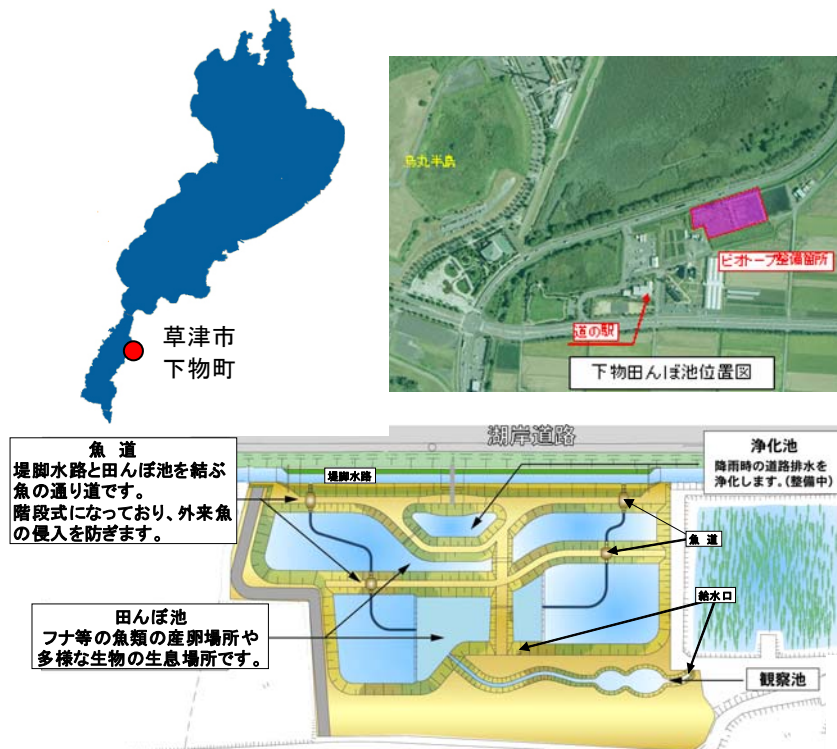 草津市
下物町
烏丸半島
ビオトープ整備箇所
道の駅
下物田んぼ池位置図
湖岸道路
魚 道
堤脚水路と田んぼ池を結ぶ
魚の通り道です。
階段式になっており、外来魚
の侵入を防ぎます。
堤脚水路
浄化池
降雨時の道路排水を
浄化します。(整備中)
魚 道
給水口
田んぼ池
フナ等の魚類の産卵場所や
多様な生物の生息場所です。
観察池